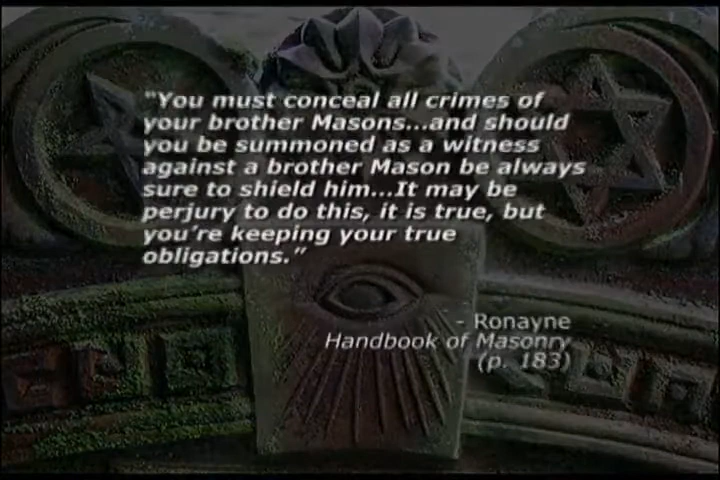 "You must conceal all crimes of
your brother Masons...and should
you be summoned as a witness
against a brother Mason be always
sure to shield him...It may be
perjury to do this, it is true, but
you're keeping your true
obligations."
- Ronayne
Handbook of Masonry
(p. 183)